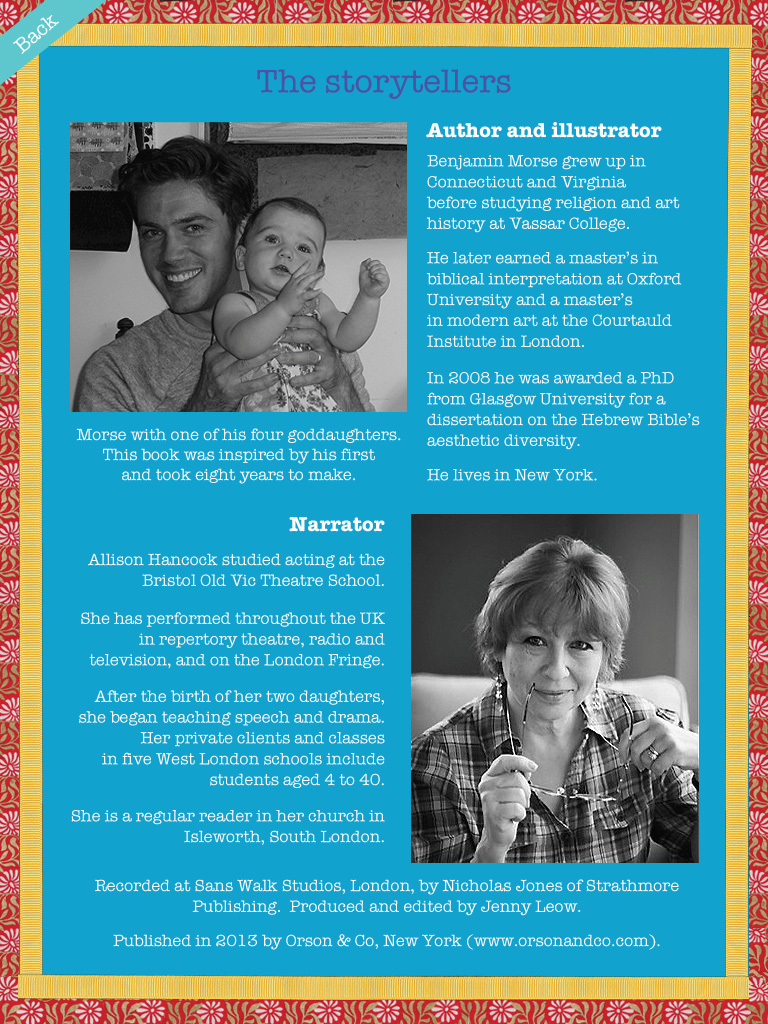 Back
The storytellers
Author and illustrator
Benjamin Morse grew up in
Connecticut and Virginia
before studying religion and art
history at Vassar College.
He later earned a master's in
biblical interpretation at Oxford
University and a master's
in modern art at the Courtauld
Institute in London.
In 2008 he was awarded a PhD
from Glasgow University for a
dissertation on the Hebrew Bible's
aesthetic diversity.
He lives in New York.
Morse with one of his four goddaughters.
This book was inspired by his first
and took eight years to make.
Narrator
Allison Hancock studied acting at the
Bristol Old Vic Theatre School.
She has performed throughout the UK
in repertory theatre, radio and
television, and on the London Fringe.
After the birth of her two daughters,
she began teaching speech and drama.
Her private clients and classes
in five West London schools include
students aged 4 to 40.
She is a regular reader in her church in
Isleworth, South London.
Recorded at Sans Walk Studios, London, by Nicholas Jones of Strathmore
Publishing.  Produced and edited by Jenny Leow.
Published in 2013 by Orson & Co, New York (www.orsonandco.com).